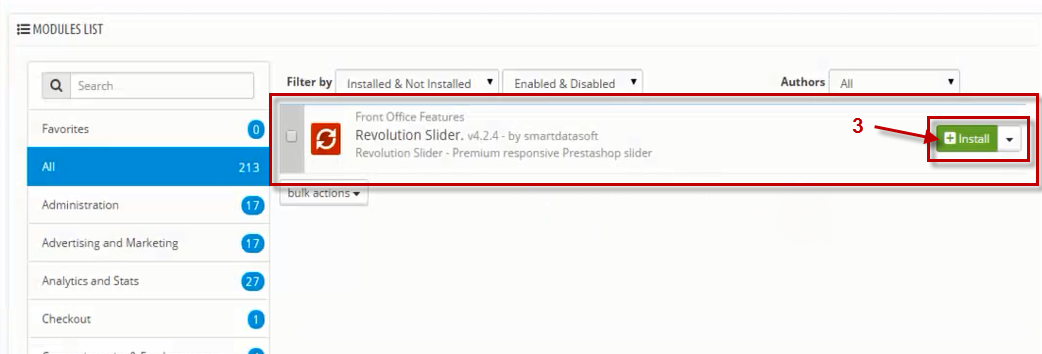 MODULES LIST
Search
Filter by Installed & Not Installed Enabled & Disabled Authors All
Favorites 0
All 213
Administration 17
Advertising and Marketing 17
Analytics and Stats 27
Checkout 1
Front Office Features
Revolution Slider. v4.2.4 - by smartdatasoft
Revolution Slider - Premium responsive Prestashop slider
3
Install
bulk actions